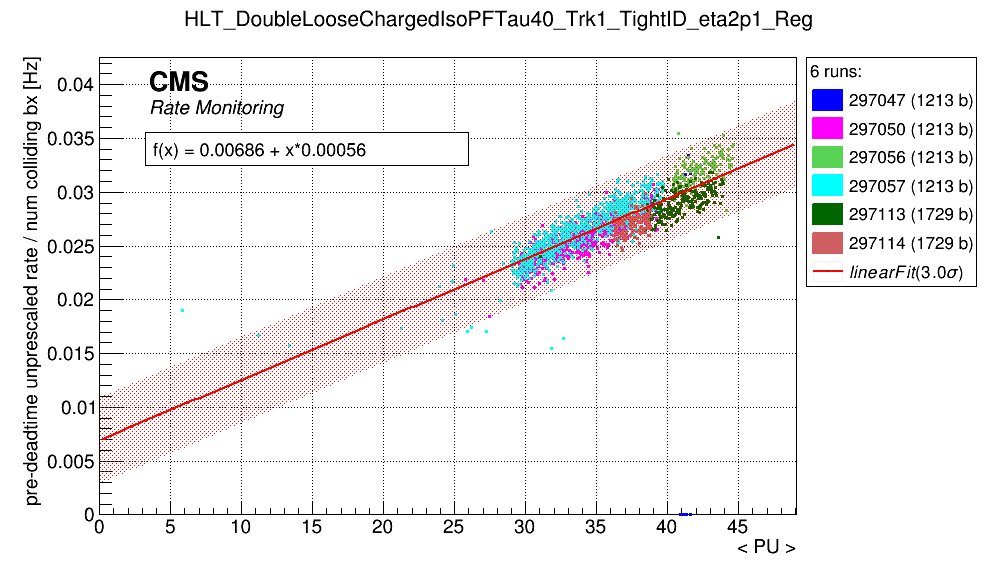 HLT_DoubleLooseChargedIsoPFTau40_Trk1_TightID_eta2p1_Reg
pre-deadtime unprescaled rate / num colliding bx [Hz]
CMS
Rate Monitoring
f(x) = 0.00686 + x*0.00056
0.04
0.035
0.03
0.025
0.02
0.015
0.01
0.005
0
0 5 10 15 20 25 30 35 40 45
< PU >
6 runs:
297047 (1213 b)
297050 (1213 b)
297056 (1213 b)
297057 (1213 b)
297113 (1729 b)
297114 (1729 b)
linearFit(3.0σ)